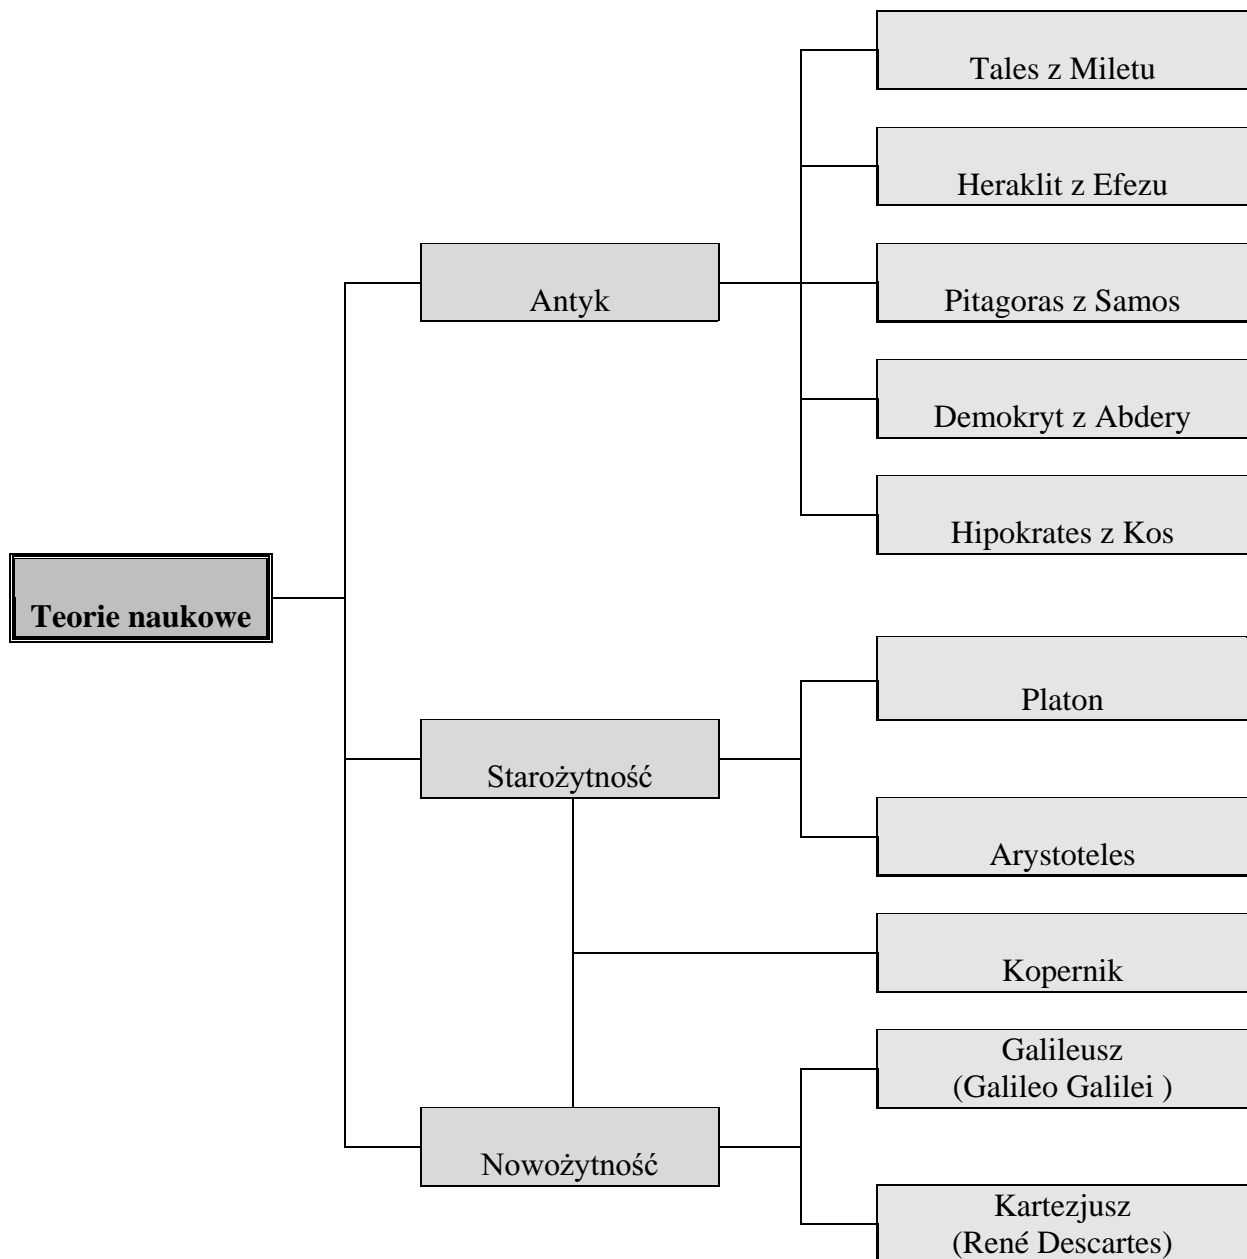 Tales z Miletu
Heraklit z Efezu
Antyk
Pitagoras z Samos
Demokryt z Abdery
Hipokrates z Kos
Teorie naukowe
Platon
Starożytność
Arystoteles
Kopernik
Galileusz
(Galileo Galilei )
Nowożytność
Kartezjusz
(René Descartes)